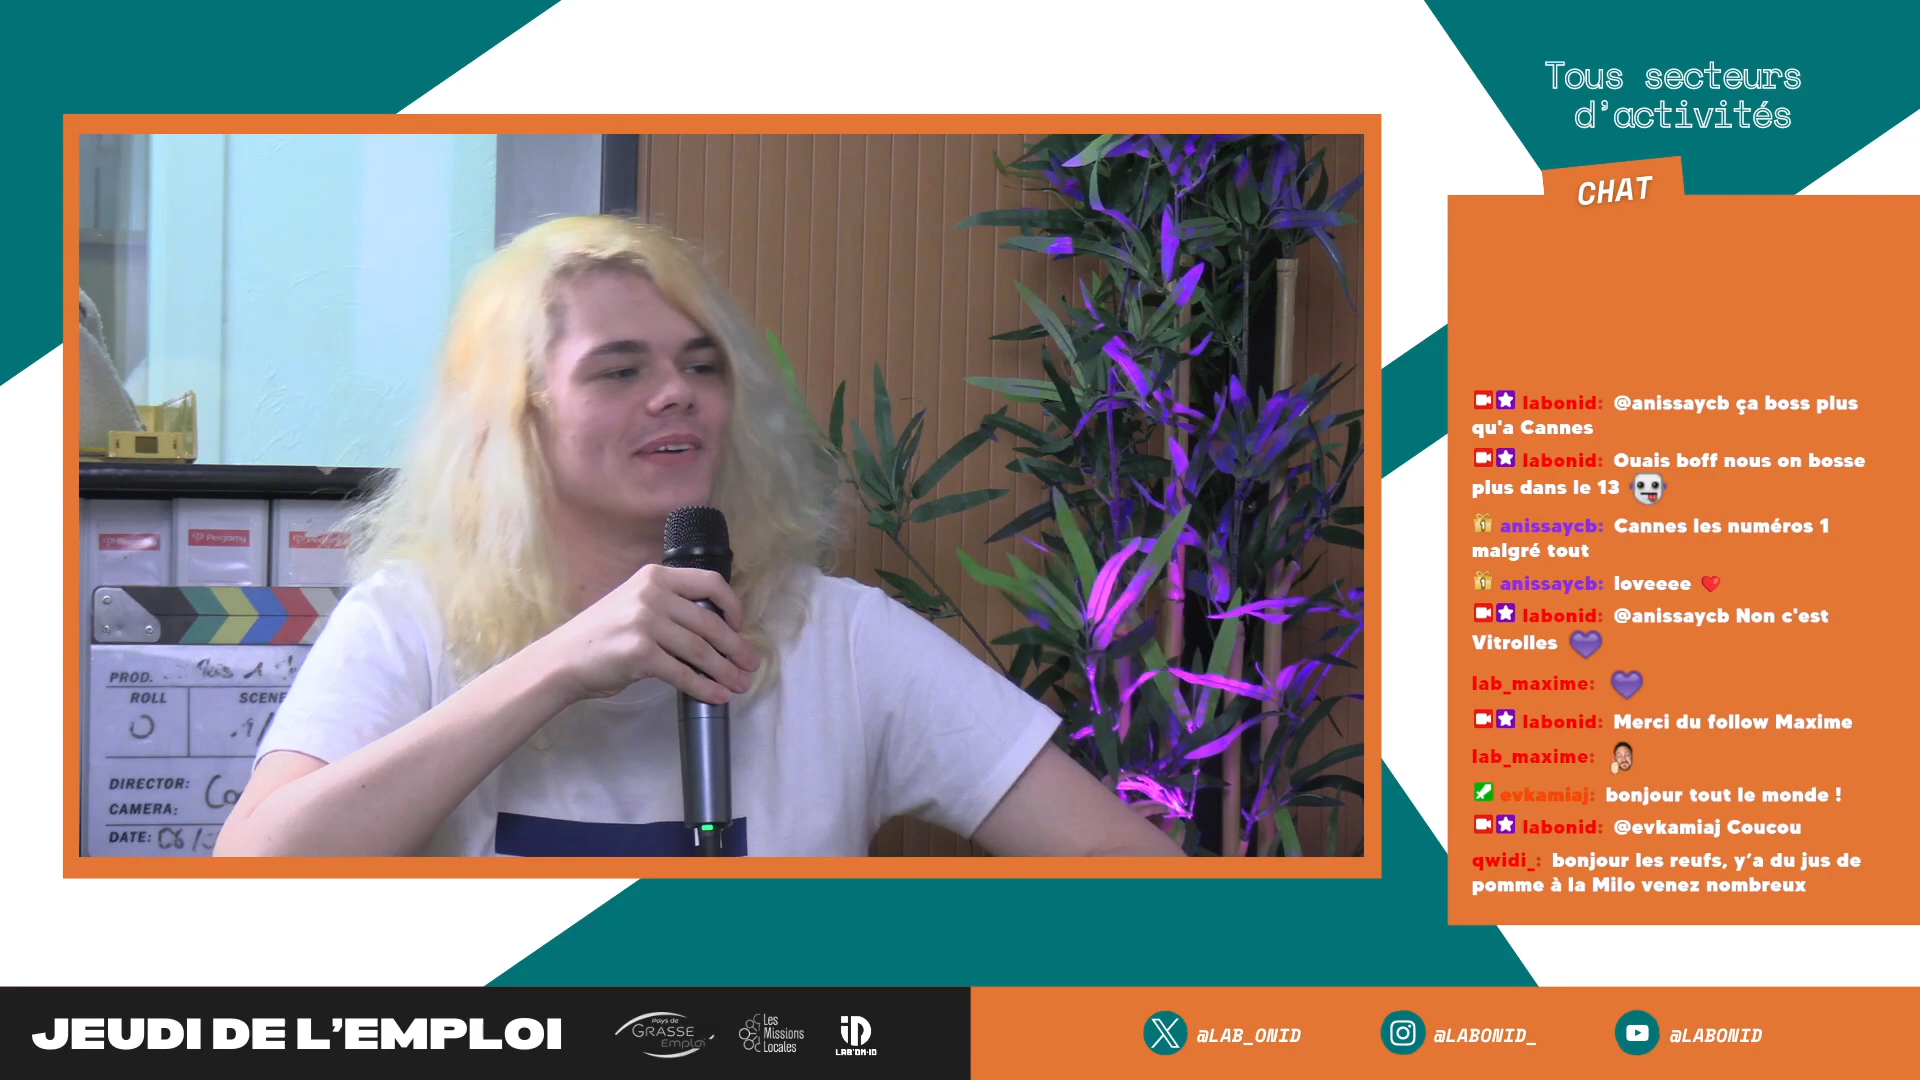 Tous secteurs
d'activités
CHAT
labonid: @anissaycb ça boss plus
qu'a Cannes
labonid: Ouais boff nous on bosse
plus dans le 13
anissaycb: Cannes les numéros 1
malgré tout
anissaycb: loveeee
labonid: @anissaycb Non c'est
Vitrolles
lab_maxime:
labonid: Merci du follow Maxime
lab_maxime:
evkamiaj: bonjour tout le monde !
labonid: @evkamiaj Coucou
qwidi_: bonjour les reufs, y’a du jus de
pomme à la Milo venez nombreux
Pergamy
PROD.
ROLL SCENE
DIRECTOR:
CAMERA:
DATE:
JEUDI DE L’EMPLOI
Pays de
GRASSE
Emploi
Les
Missions
Locales
iD
LAB'ON-ID
@LAB_ONID
@LABONID_
@LABONID